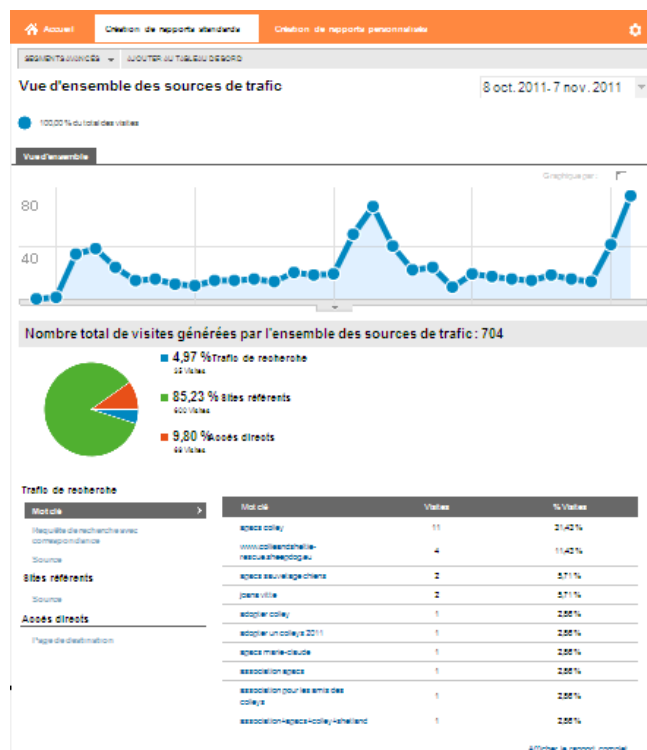 Accueil
Création de rapports standards
Création de rapports personnalisés
SEGMENTS AVANCÉS
AJOUTER AU TABLEAU DE BORD
Vue d'ensemble des sources de trafic
8 oct. 2011- 7 nov. 2011
100,00 % du total des visites
Vue d'ensemble
Graphique par :
80
40
Nombre total de visites générées par l'ensemble des sources de trafic : 704
4,97 % Trafic de recherche
35 Visites
85,23 % Sites référents
600 Visites
9,80 % Accès directs
69 Visites
Trafic de recherche
Mot clé
Requête de recherche avec
correspondance
Source
Sites référents
Source
Accès directs
Page de destination
Mot clé Visites % Visites
apacs colley 11 31,42 %
4 11,42 %
apacs sauvetage chiens 2 5,71 %
2 5,71 %
adopter colley 1 2,86 %
adopter un colleys 2011 1 2,86 %
apacs marie-claude 1 2,86 %
association apacs 1 2,86 %
association pour les amis des
colleys 1 2,86 %
association+apacs+colley+shetland 1 2,86 %
Afficher le rapport complet